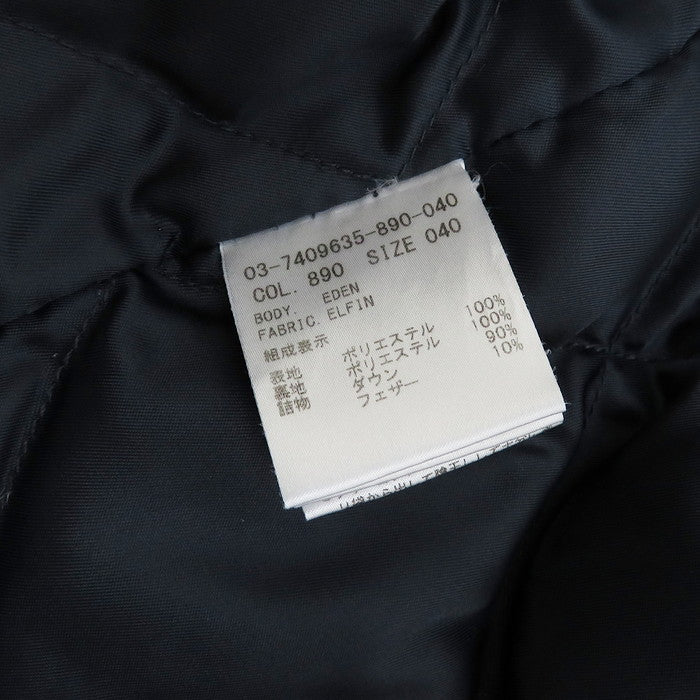 03-7409635-890-040
COL. 890 SIZE 040
BODY. EDEN
FABRIC. ELFIN
組成表示
表地 ポリエステル 100%
裏地 ポリエステル 100%
詰物 ダウン 90%
フェザー 10%